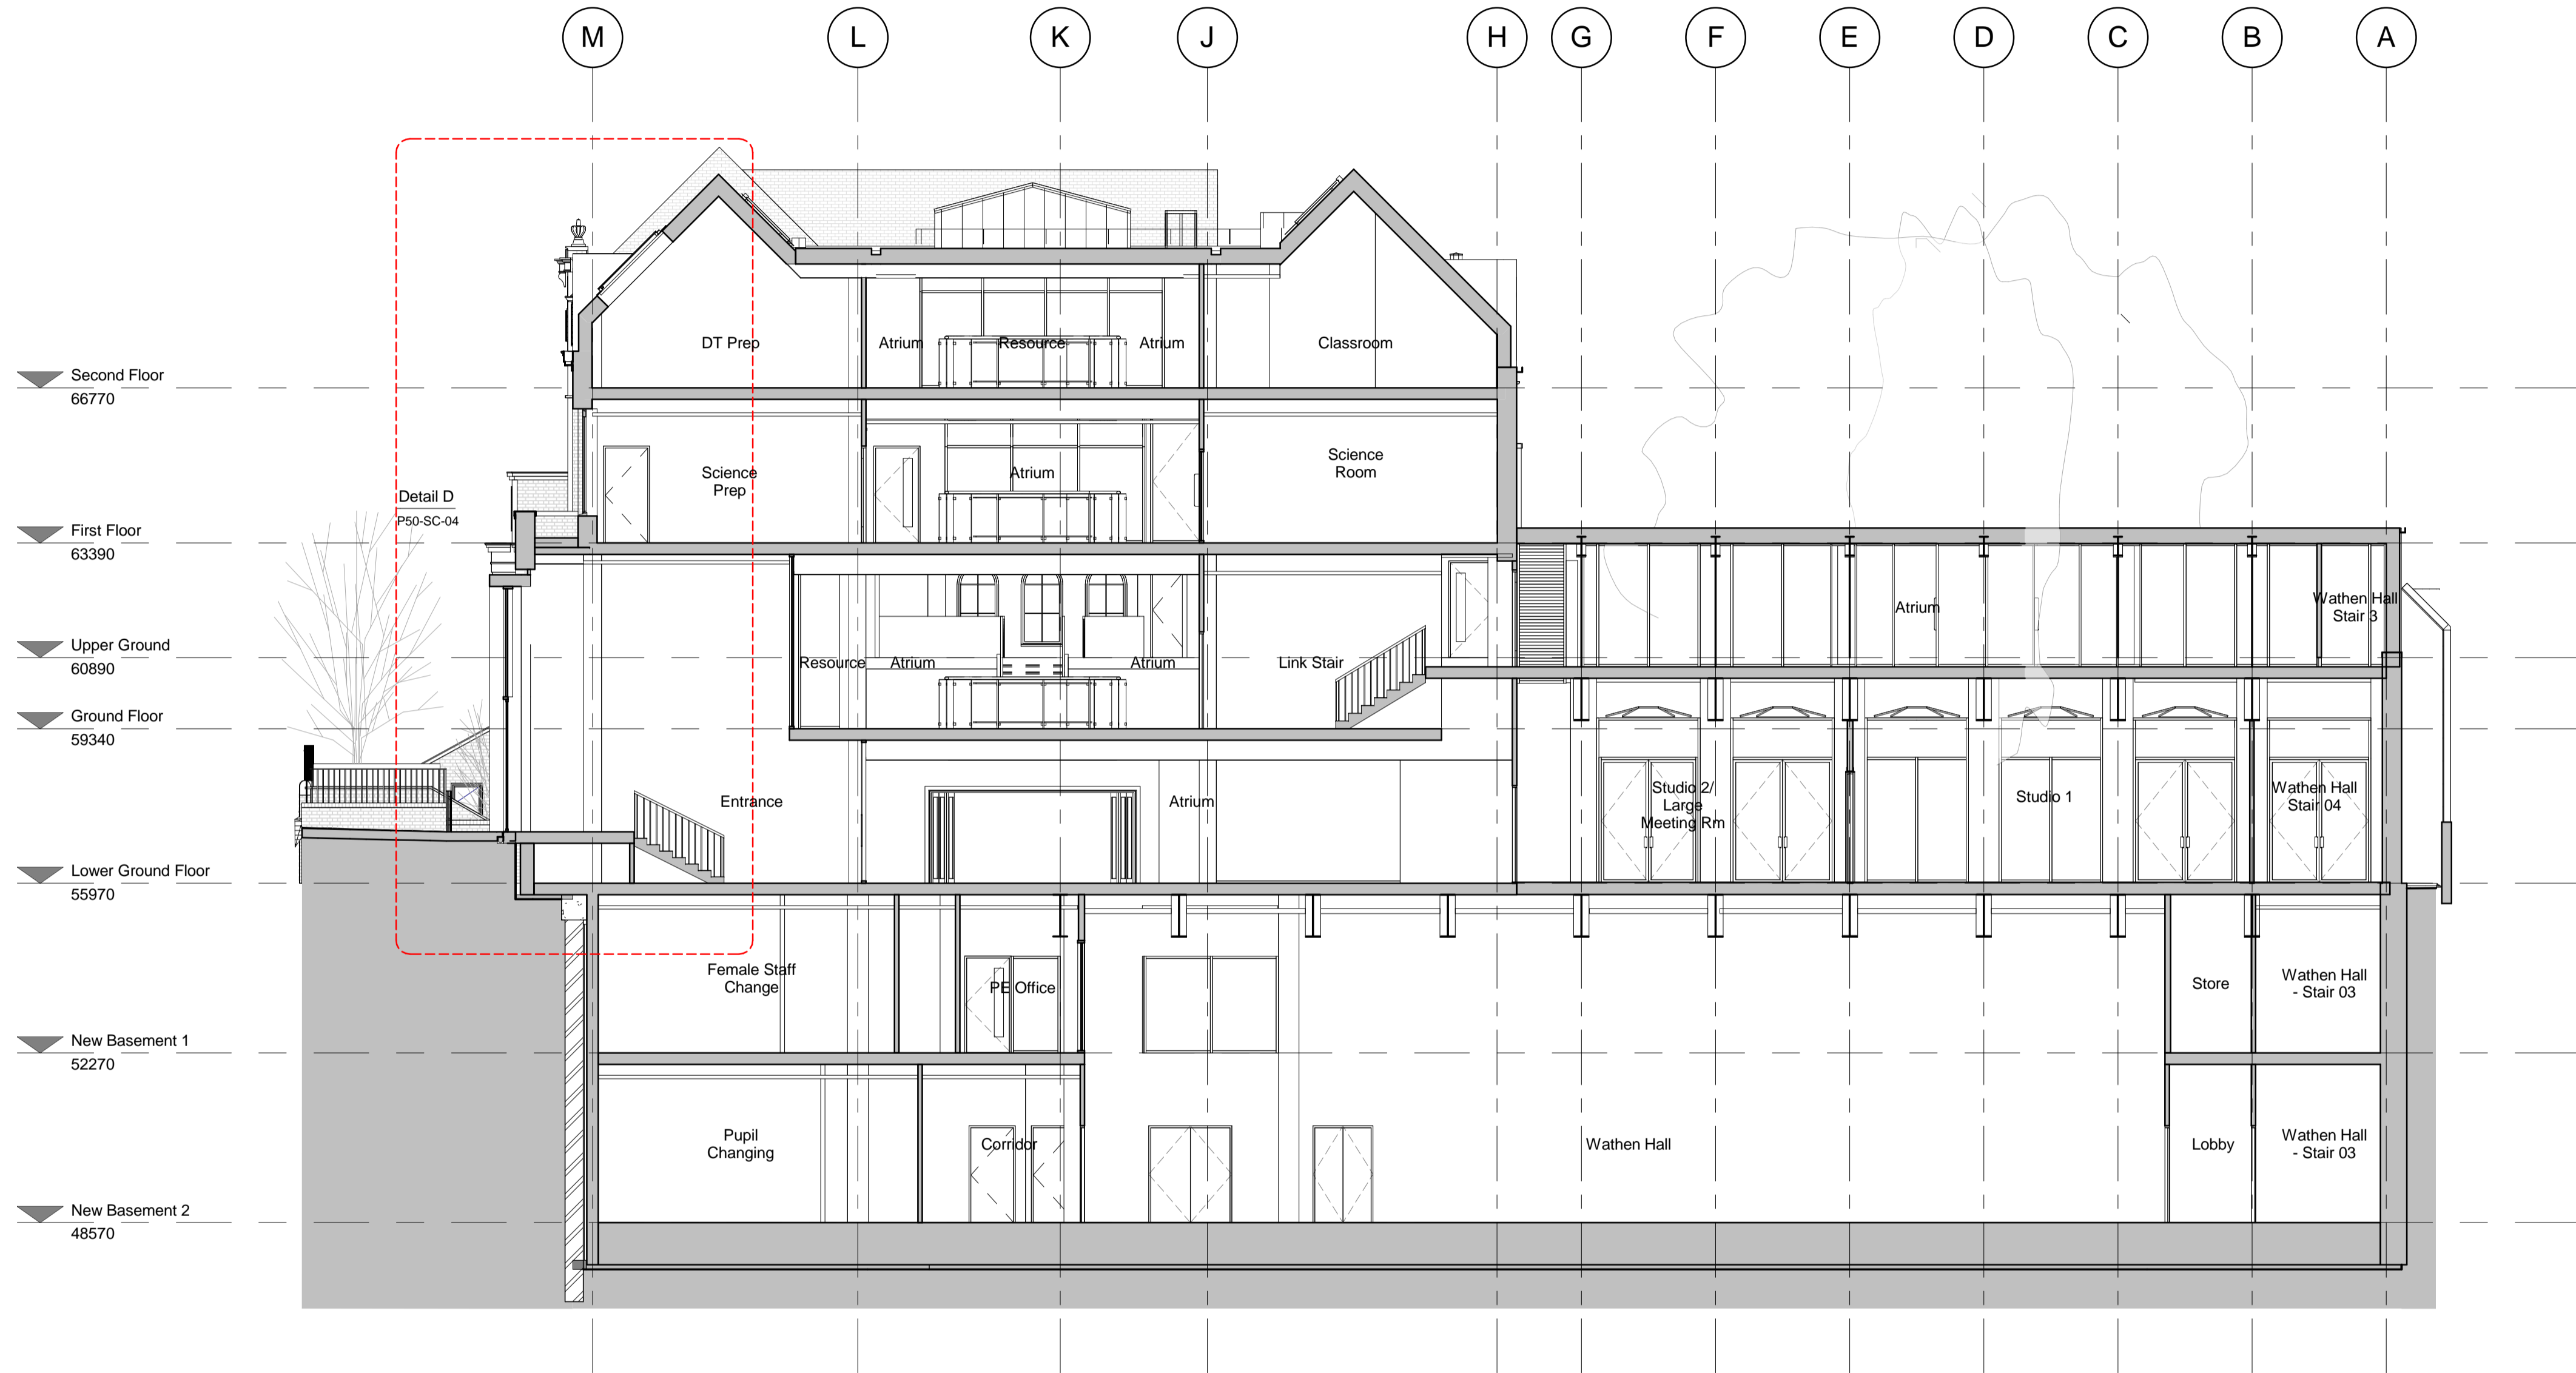 M L K J H G F E D C B A
DT Prep
Atrium
Resource
Atrium
Classroom
Second Floor
66770
Science
Prep
Atrium
Science
Room
Detail D
P50-SC-04
First Floor
63390
Atrium
Wathen Hall
Stair 3
Upper Ground
60890
Resource
Atrium
Atrium
Link Stair
Ground Floor
59340
Entrance
Atrium
Studio 2/
Large
Meeting Rm
Studio 1
Wathen Hall
Stair 04
Lower Ground Floor
55970
Female Staff
Change
PE Office
Store
Wathen Hall
- Stair 03
New Basement 1
52270
Pupil
Changing
Corridor
Wathen Hall
Lobby
Wathen Hall
- Stair 03
New Basement 2
48570